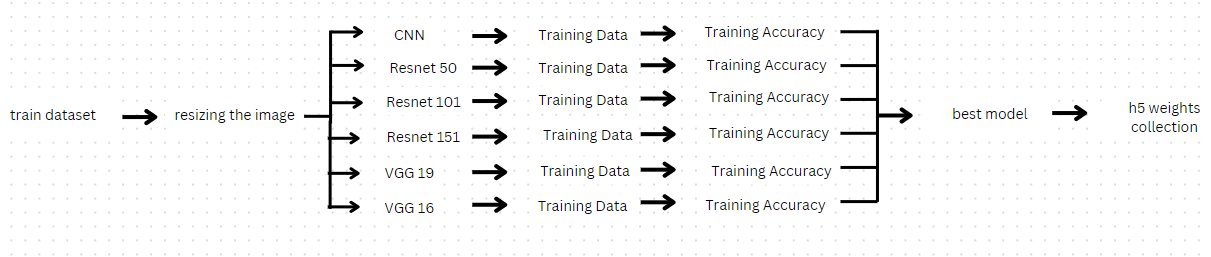 train dataset
resizing the image
CNN
Training Data
Training Accuracy
Resnet 50
Training Data
Training Accuracy
Resnet 101
Training Data
Training Accuracy
Resnet 151
Training Data
Training Accuracy
VGG 19
Training Data
Training Accuracy
VGG 16
Training Data
Training Accuracy
best model
h5 weights
collection